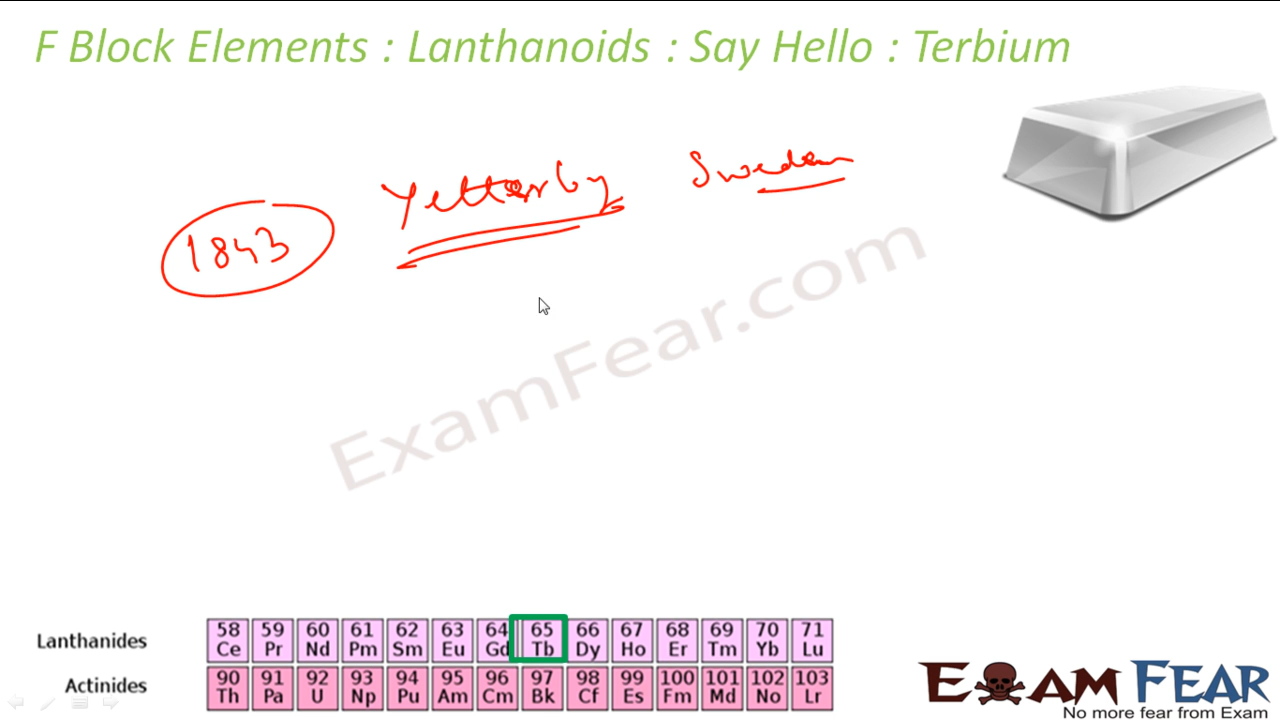 F Block Elements : Lanthanoids : Say Hello : Terbium
1843 Yetterby Sweden
ExamFear.com
Lanthanides
58 59 60 61 62 63 64 65 66 67 68 69 70 71
Ce Pr Nd Pm Sm Eu Gd Tb Dy Ho Er Tm Yb Lu
Actinides
90 91 92 93 94 95 96 97 98 99 100 101 102 103
Th Pa U Np Pu Am Cm Bk Cf Es Fm Md No Lr
EXAM FEAR
No more fear from Exam